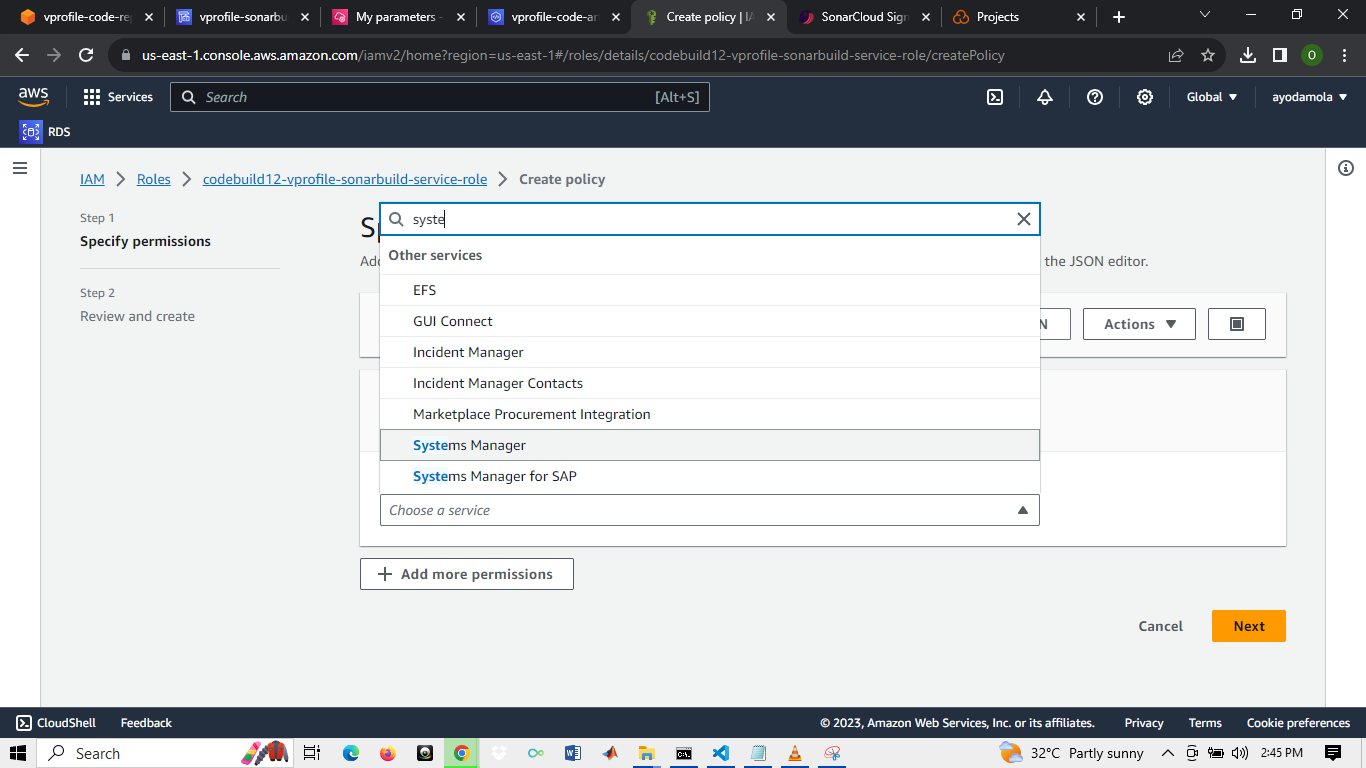 vprofile-code-rep
vprofile-sonarbu
My parameters -
vprofile-code-ar
Create policy | IA
SonarCloud Sign
Projects
us-east-1.console.aws.amazon.com/iamv2/home?region=us-east-1#/roles/details/codebuild12-vprofile-sonarbuild-service-role/createPolicy
O
aws
Services
Search
[Alt+S]
Global
ayodamola
RDS
IAM
Roles
codebuild12-vprofile-sonarbuild-service-role
Create policy
Step 1
Specify permissions
Step 2
Review and create
Sp
syste
Ad
the JSON editor.
Other services
EFS
GUI Connect
Incident Manager
Incident Manager Contacts
Marketplace Procurement Integration
Systems Manager
Systems Manager for SAP
Choose a service
N
Actions
Add more permissions
Cancel
Next
CloudShell
Feedback
© 2023, Amazon Web Services, Inc. or its affiliates.
Privacy
Terms
Cookie preferences
Search
32°C Partly sunny
2:45 PM